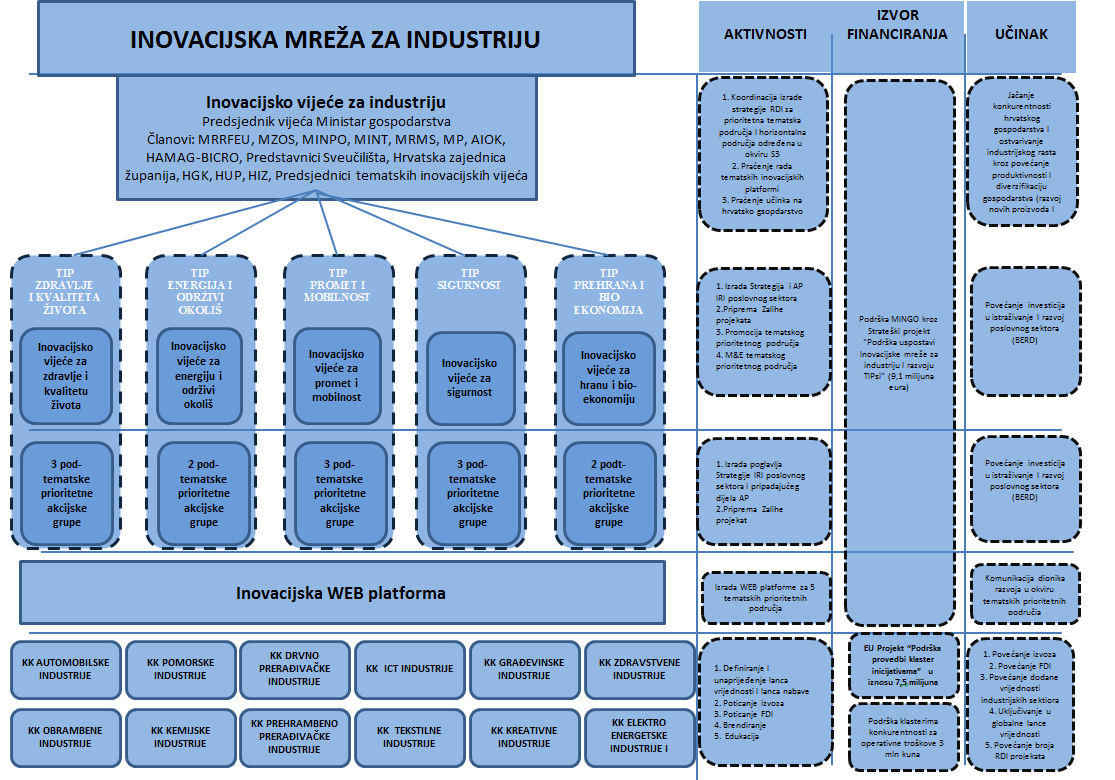 INOVACIJSKA MREŽA ZA INDUSTRIJU
Inovacijsko vijeće za industriju
Predsjednik vijeća Ministar gospodarstva
Članovi: MRRFEU, MZOS, MINPO, MINT, MRMS, MP, AIOK,
HAMAG-BICRO, Predstavnici Sveučilišta, Hrvatska zajednica
županija, HGK, HUP, HIZ, Predsjednici tematskih inovacijskih vijeća
TIP
ZDRAVLJE
I KVALITETA
ŽIVOTA
Inovacijsko
vijeće za
zdravlje i
kvalitetu
života
3 pod-
tematske
prioritetne
akcijske
grupe
TIP
ENERGIJA I
ODRŽIVI
OKOLIŠ
Inovacijsko
vijeće za
energiju i
održivi
okoliš
2 pod-
tematske
prioritetne
akcijske
grupe
TIP
PROMET I
MOBILNOST
Inovacijsko
vijeće za
promet i
mobilnost
3 pod-
tematske
prioritetne
akcijske
grupe
TIP
SIGURNOST
Inovacijsko
vijeće za
sigurnost
3 pod-
tematske
prioritetne
akcijske
grupe
TIP
PREHRANA I
BIO
EKONOMIJA
Inovacijsko
vijeće za
hranu i bio-
ekonomiju
2 podt-
tematske
prioritetne
akcijske
grupe
Inovacijska WEB platforma
KK AUTOMOBILSKE
INDUSTRIJE
KK POMORSKE
INDUSTRIJE
KK DRVNO
PRERAĐIVAČKE
INDUSTRIJE
KK ICT INDUSTRIJE
KK GRAĐEVINSKE
INDUSTRIJE
KK ZDRAVSTVENE
INDUSTRIJE
KK OBRAMBENE
INDUSTRIJE
KK KEMIJSKE
INDUSTRIJE
KK PREHRAMBENO
PRERAĐIVAČKE
INDUSTRIJE
KK TEKSTILNE
INDUSTRIJE
KK KREATIVNE
INDUSTRIJE
KK ELEKTRO
ENERGETSKE
INDUSTRIJE I
AKTIVNOSTI
1. Koordinacija izrade
strategije RDI za
prioritetna tematska
područja I horizontalna
područja određena u
okviru S3
2. Praćenje rada
tematskih inovacijskih
platformi
3. Praćenje učinka na
hrvatsko gsopdarstvo
1. Izrada Strategija i AP
IRI poslovnog sektora
2.Priprema Zalihe
projekata
3. Promocija tematskog
prioritetnog područja
4. M&E tematskog
prioritetnog područja
1. Izrada poglavlja
Strategije IRI poslovnog
sektora i pripadajućeg
dijela AP
2.Priprema Zalihe
projekat
Izrada WEB platforme za 5
tematskih prioritetnih
područja
1. Definiranje I
unaprijeđenje lanca
vrijednosti I lanca nabave
2. Poticanje izvoza
3. Poticanje FDI
4. Brendiranje
5. Edukacija
IZVOR
FINANCIRANJA
Podrška MINGO kroz
Strateški projekt
"Podrška uspostavi
Inovacijske mreže za
industriju I razvoju
TIPsi" (9,1 milijuna
eura)
EU Projekt "Podrška
provedbi klaster
inicijativama" u
iznosu 7,5 milijuna
Podrška klasterima
konkurentnosti za
operativne troškove 3
mln kuna
UČINAK
Jačanje
konkurentnosti
hrvatskog
gospodarstva I
ostvarivanje
industrijskog rasta
kroz povećanje
produktivnosti I
diverzifikaciju
gospodarstva (razvoj
novih proizvoda I
Povećanje investicija
u istraživanje I razvoj
poslovnog sektora
(BERD)
Povećanje investicija
u istraživanje I razvoj
poslovnog sektora
(BERD)
Komunikacija dionika
razvoja u okviru
tematskih prioritetnih
područja
1. Povećanje izvoza
2. Povećanje FDI
3. Povećanje dodane
vrijednosti
industrijskih sektora
4. Uključivanje u
globalne lance
vrijednosti
5. Povećanje broja
RDI projekata